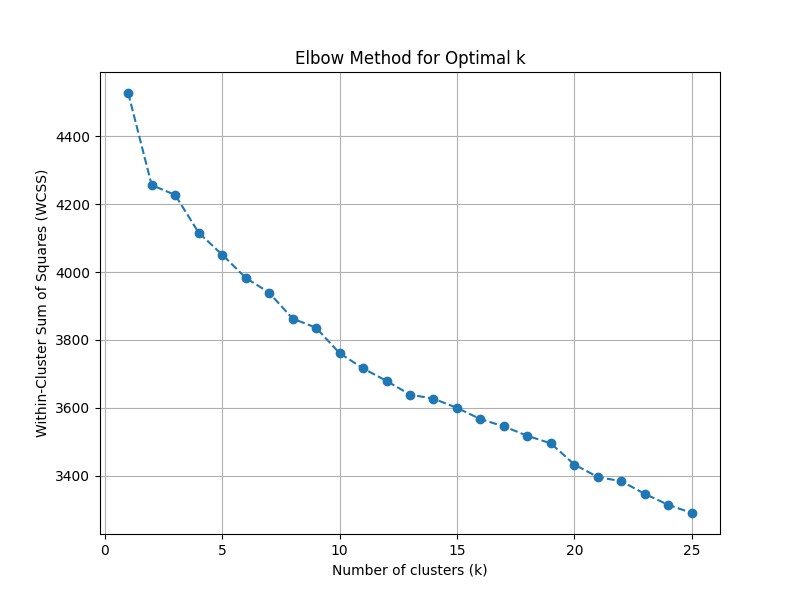 Elbow Method for Optimal k
Within-Cluster Sum of Squares (WCSS)
4400
4200
4000
3800
3600
3400
0 5 10 15 20 25
Number of clusters (k)